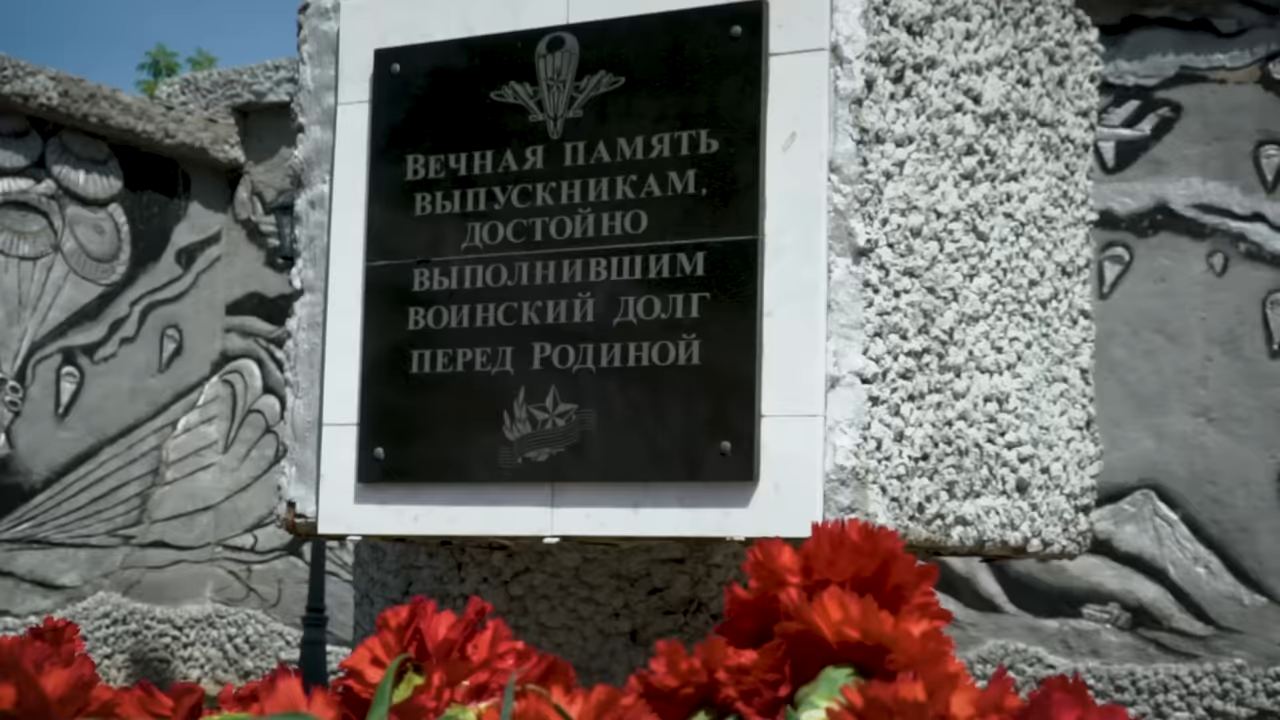 ВЕЧНАЯ ПАМЯТЬ
ВЫПУСКНИКАМ,
ДОСТОЙНО
ВЫПОЛНИВШИМ
ВОИНСКИЙ ДОЛГ
ПЕРЕД РОДИНОЙ